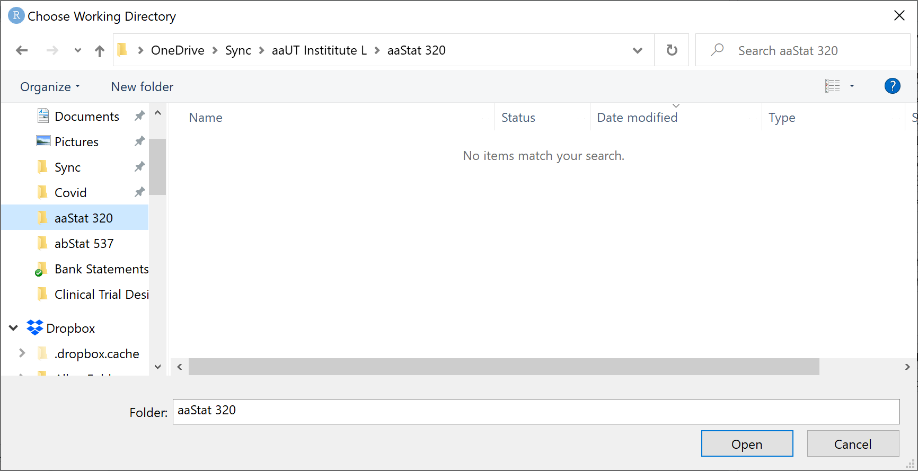 R Choose Working Directory
OneDrive › Sync › aaUT Instititute L › aaStat 320 Search aaStat 320
Organize New folder ?
Name Status Date modified Type S
No items match your search.
Documents
Pictures
Sync
Covid
aaStat 320
abStat 537
Bank Statements
Clinical Trial Desi
Dropbox
.dropbox.cache
Folder: aaStat 320
Open Cancel